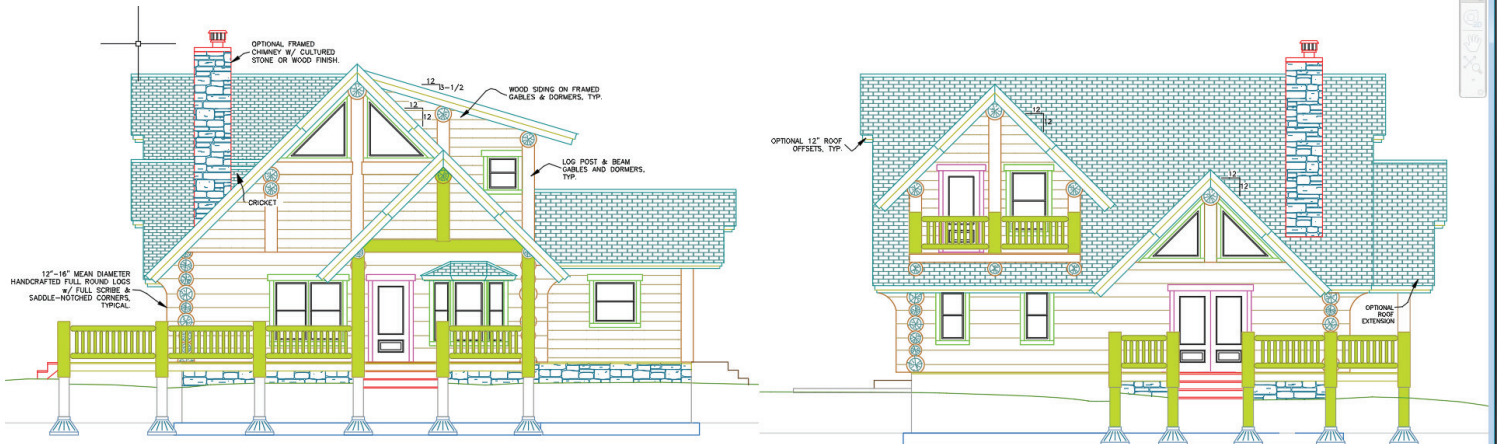 OPTIONAL FRAMED
CHIMNEY W/ CULTURED
STONE OR WOOD FINISH.
12
13-1/2
12
12
WOOD SIDING ON FRAMED
GABLES & DORMERS, TYP.
LOG POST & BEAM
GABLES AND DORMERS,
TYP.
CRICKET
12"-16" MEAN DIAMETER
HANDCRAFTED FULL ROUND LOGS
w/ FULL SCRIBE &
SADDLE-NOTCHED CORNERS,
TYPICAL.
OPTIONAL 12" ROOF
OFFSETS, TYP.
12
12
12
12
OPTIONAL
ROOF
EXTENSION